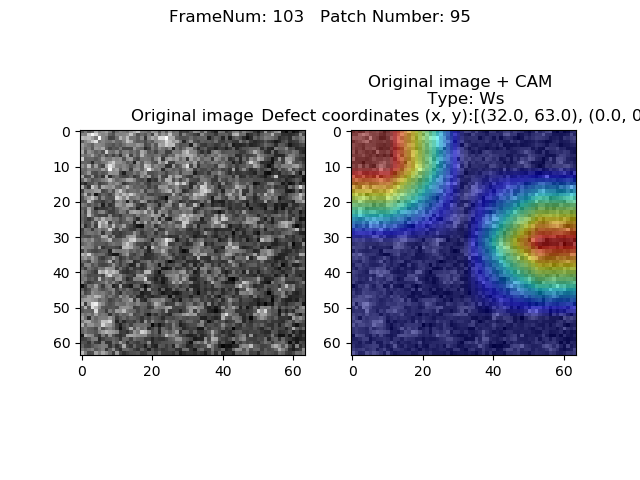 FrameNum: 103   Patch Number: 95
Original image + CAM
Type: Ws
Original image
Defect coordinates (x, y):[(32.0, 63.0), (0.0, 0
0
10
20
30
40
50
60
0 20 40 60
0
10
20
30
40
50
60
0 20 40 60